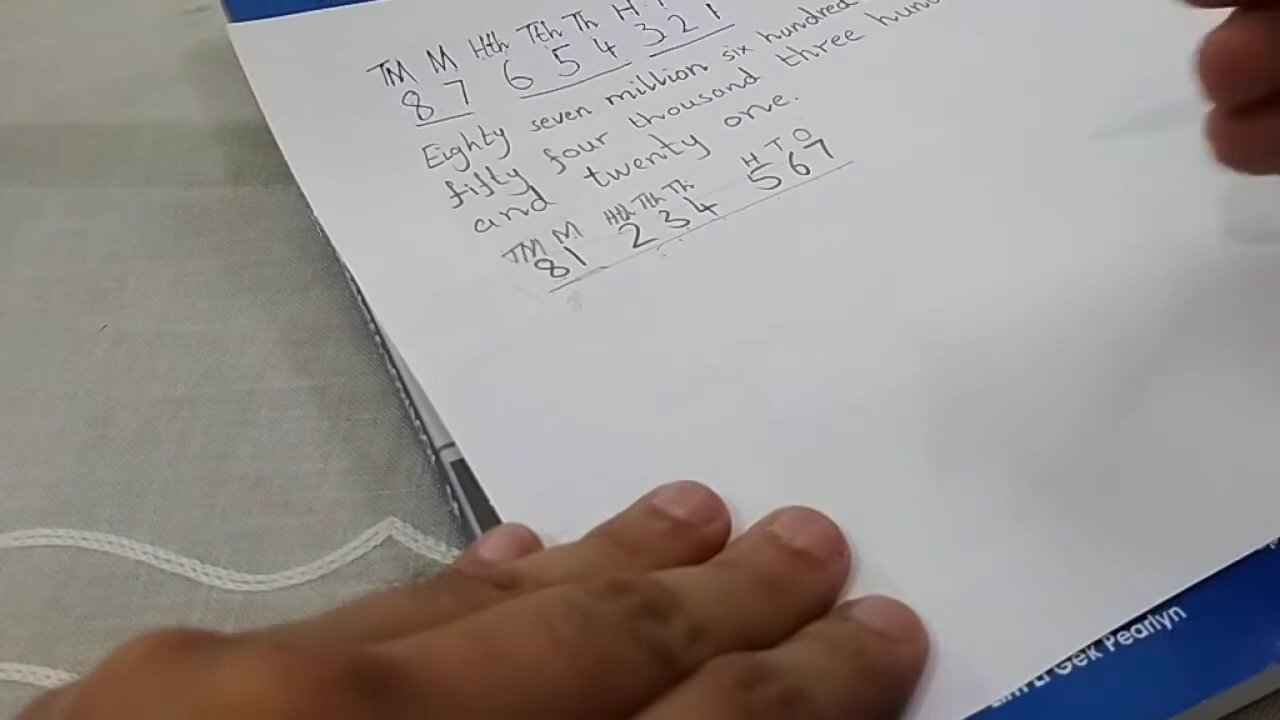 TM M Hth Tth Th H
8 7 6 5 4 3 2 1
Eighty seven million six hundred
fifty four thousand three
and twenty one.
H T O
TM M Hth Tth Th
81 234 567
Gek Pearlyn